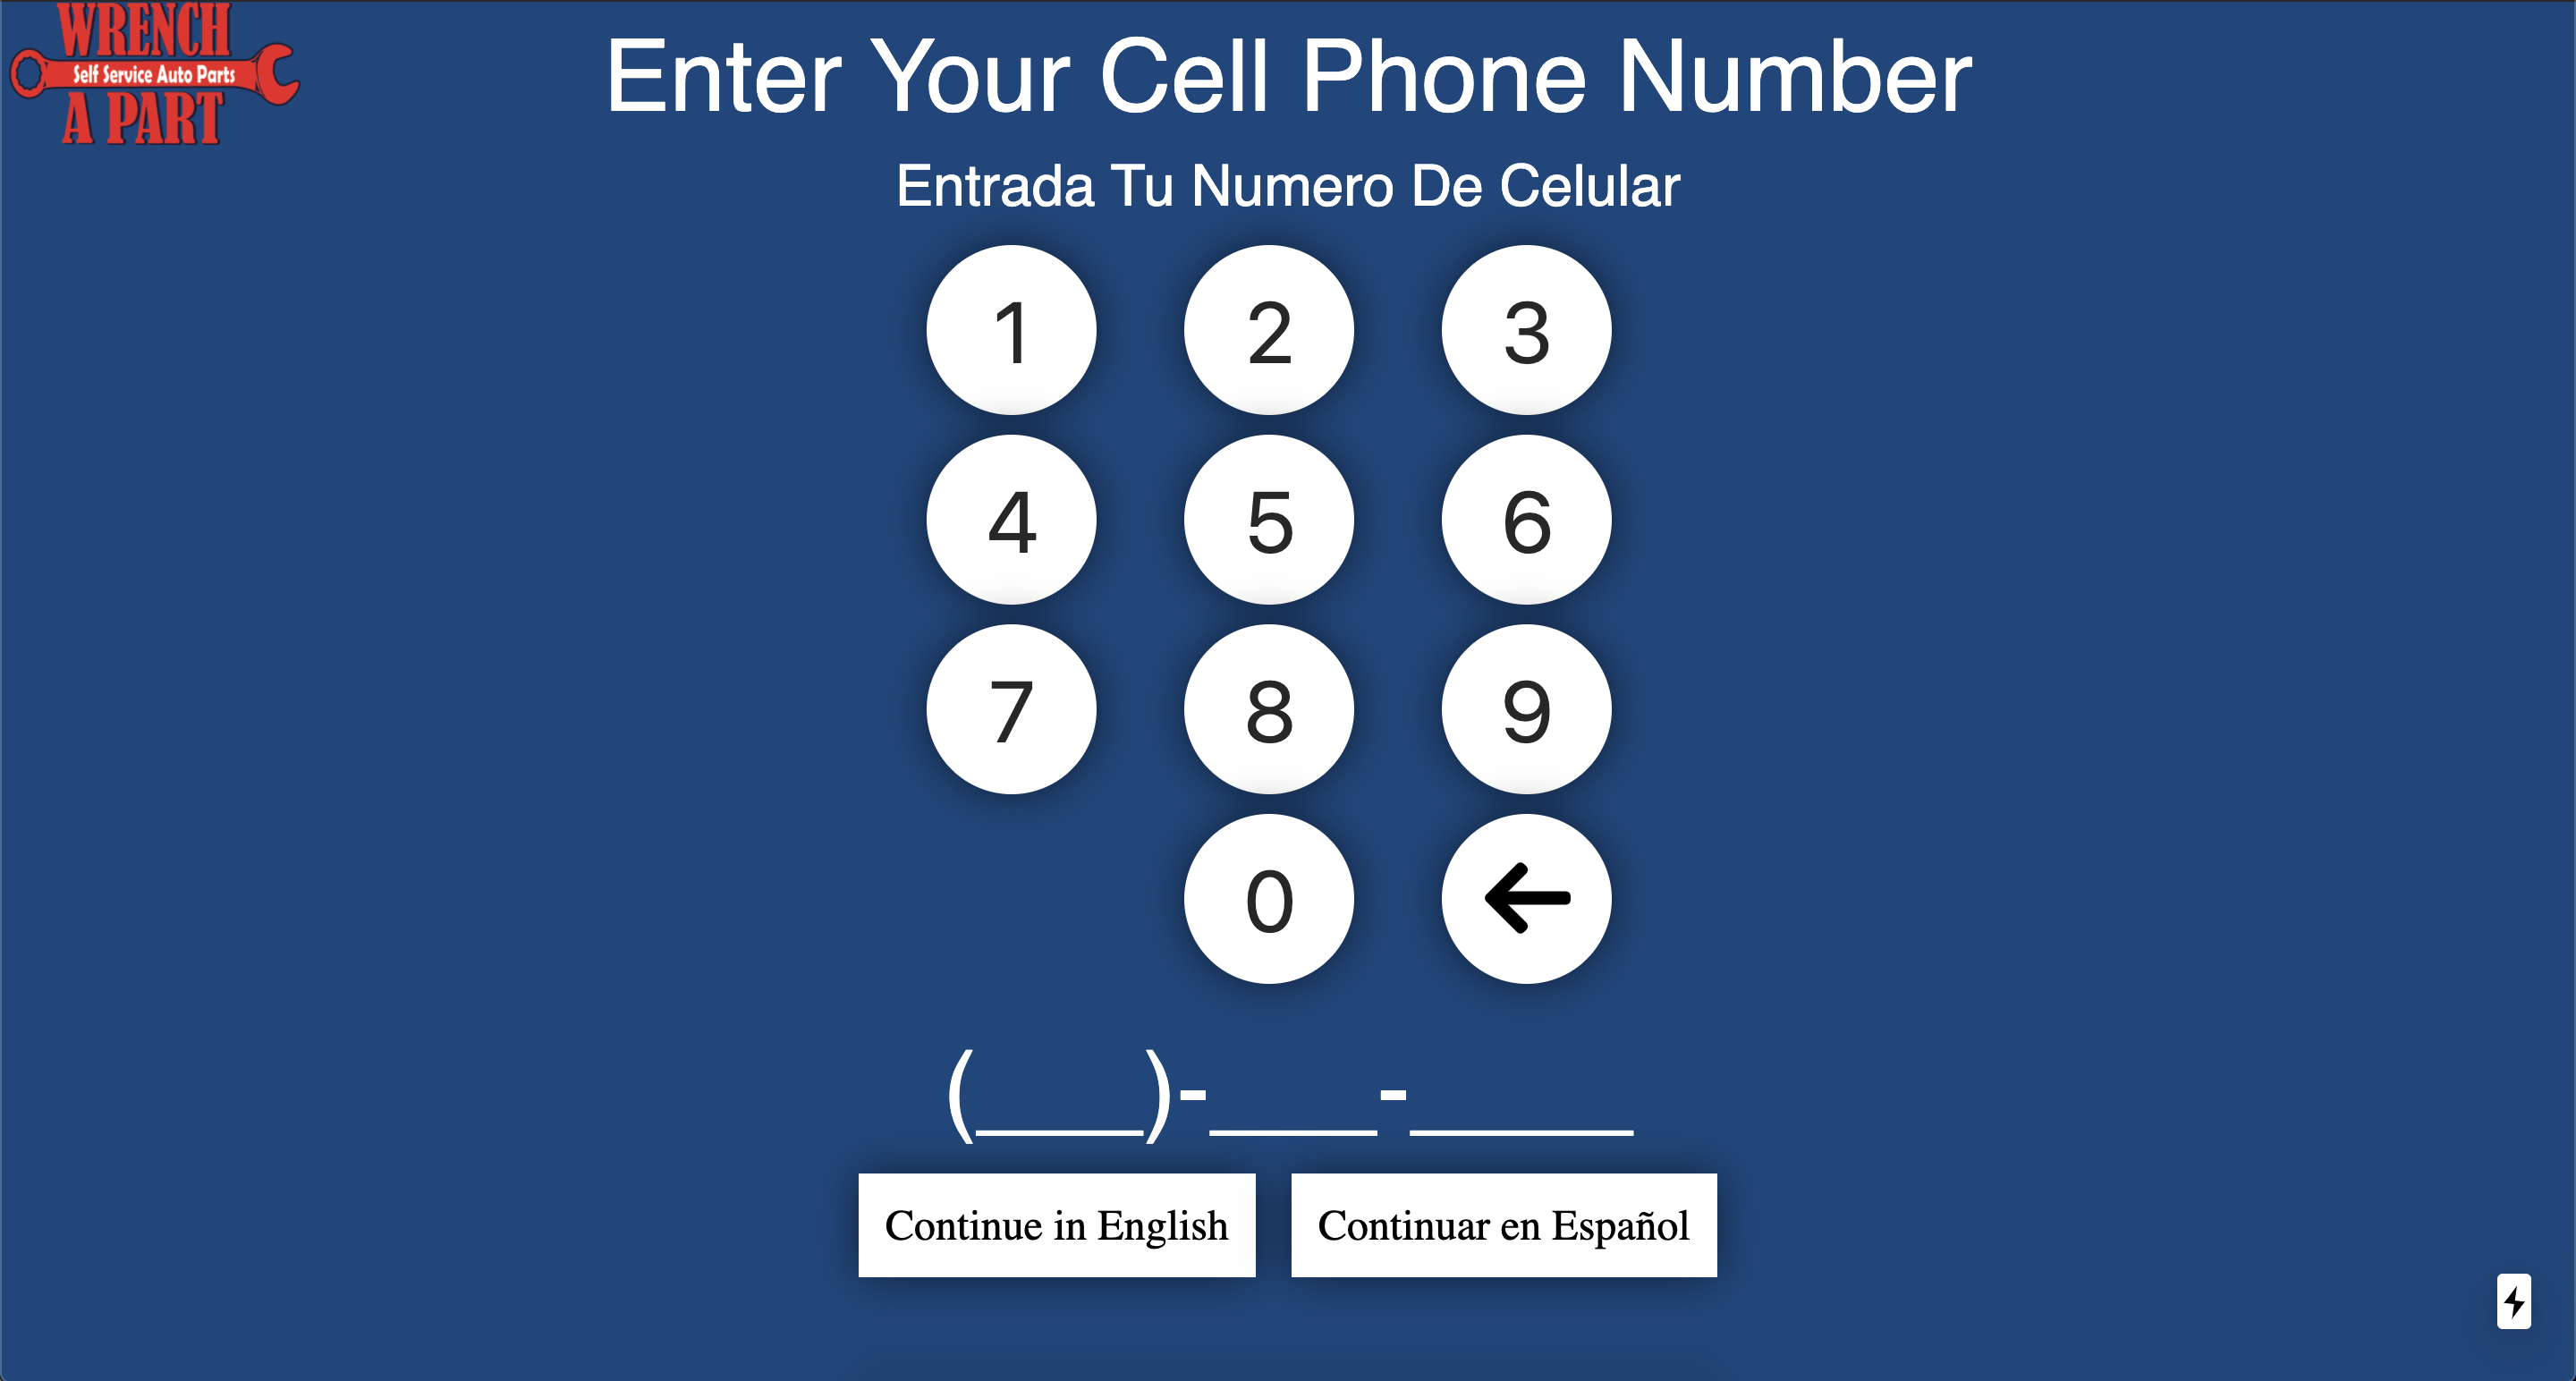 WRENCH
Self Service Auto Parts
A PART
Enter Your Cell Phone Number
Entrada Tu Numero De Celular
1 2 3
4 5 6
7 8 9
0
(___)-___-____
Continue in English
Continuar en Español